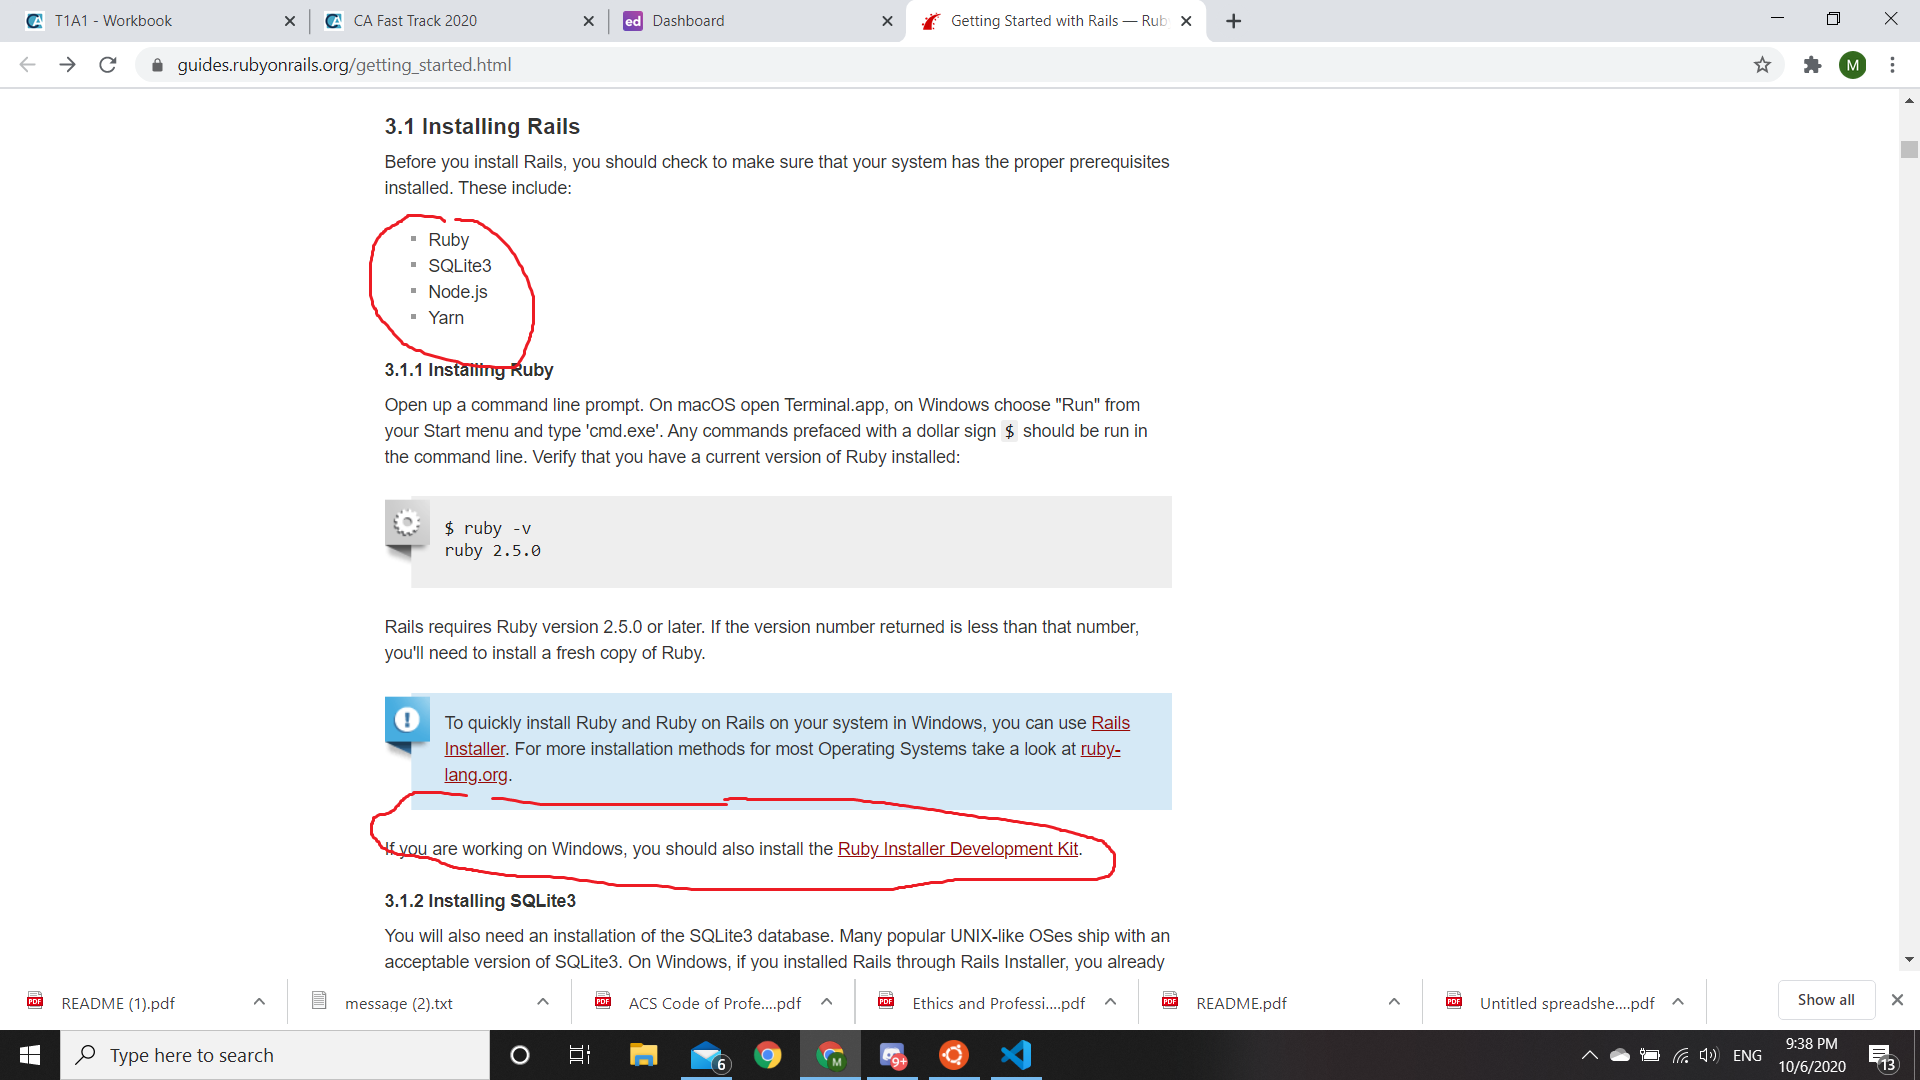 T1A1 - Workbook
CA Fast Track 2020
ed Dashboard
Getting Started with Rails — Rub
guides.rubyonrails.org/getting_started.html
M
3.1 Installing Rails
Before you install Rails, you should check to make sure that your system has the proper prerequisites
installed. These include:
Ruby
SQLite3
Node.js
Yarn
3.1.1 Installing Ruby
Open up a command line prompt. On macOS open Terminal.app, on Windows choose "Run" from
your Start menu and type 'cmd.exe'. Any commands prefaced with a dollar sign $ should be run in
the command line. Verify that you have a current version of Ruby installed:
$ ruby -v
ruby 2.5.0
Rails requires Ruby version 2.5.0 or later. If the version number returned is less than that number,
you'll need to install a fresh copy of Ruby.
To quickly install Ruby and Ruby on Rails on your system in Windows, you can use Rails
Installer. For more installation methods for most Operating Systems take a look at ruby-
lang.org.
If you are working on Windows, you should also install the Ruby Installer Development Kit.
3.1.2 Installing SQLite3
You will also need an installation of the SQLite3 database. Many popular UNIX-like OSes ship with an
acceptable version of SQLite3. On Windows, if you installed Rails through Rails Installer, you already
PDF README (1).pdf
message (2).txt
PDF ACS Code of Profe....pdf
PDF Ethics and Professi....pdf
PDF README.pdf
PDF Untitled spreadshe....pdf
Show all
Type here to search
6
M
9+
ENG
9:38 PM
10/6/2020
13